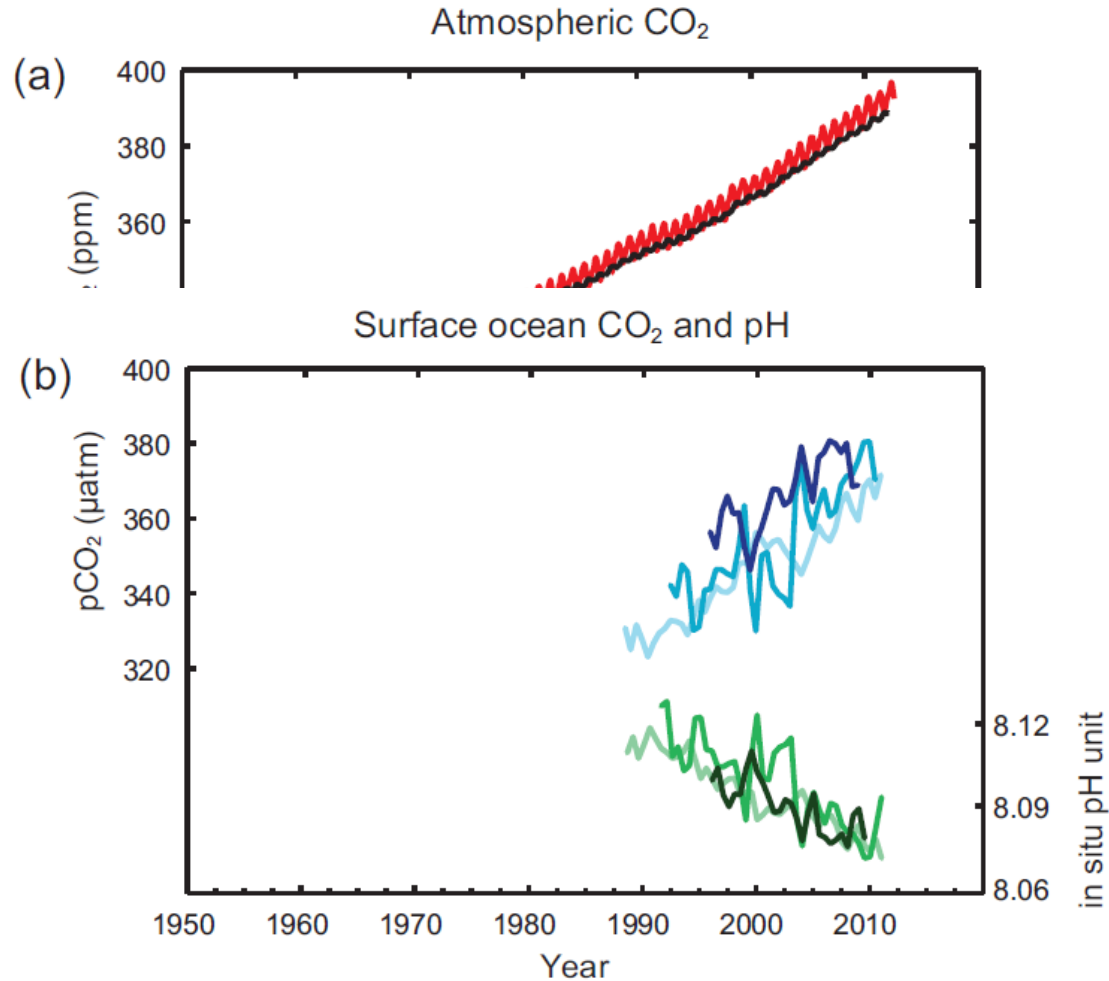 Atmospheric CO₂
(a)
400
380
360
₂ (ppm)
Surface ocean CO₂ and pH
(b)
400
380
360
340
320
pCO₂ (µatm)
8.12
8.09
8.06
in situ pH unit
1950 1960 1970 1980 1990 2000 2010
Year